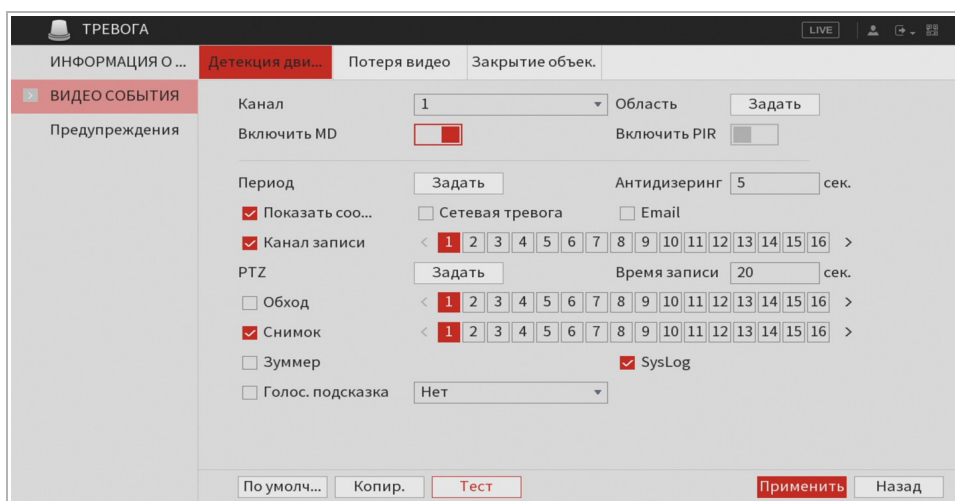 ТРЕВОГА LIVE
ИНФОРМАЦИЯ О ... Детекция дви... Потеря видео Закрытие объек.
ВИДЕО СОБЫТИЯ
Предупреждения
Канал 1 Область Задать
Включить MD Включить PIR
Период Задать Антидизеринг 5 сек.
Показать соо... Сетевая тревога Email
Канал записи < 1 2 3 4 5 6 7 8 9 10 11 12 13 14 15 16 >
PTZ Задать Время записи 20 сек.
Обход < 1 2 3 4 5 6 7 8 9 10 11 12 13 14 15 16 >
Снимок < 1 2 3 4 5 6 7 8 9 10 11 12 13 14 15 16 >
Зуммер SysLog
Голос. подсказка Нет
По умолч... Копир. Тест Применить Назад